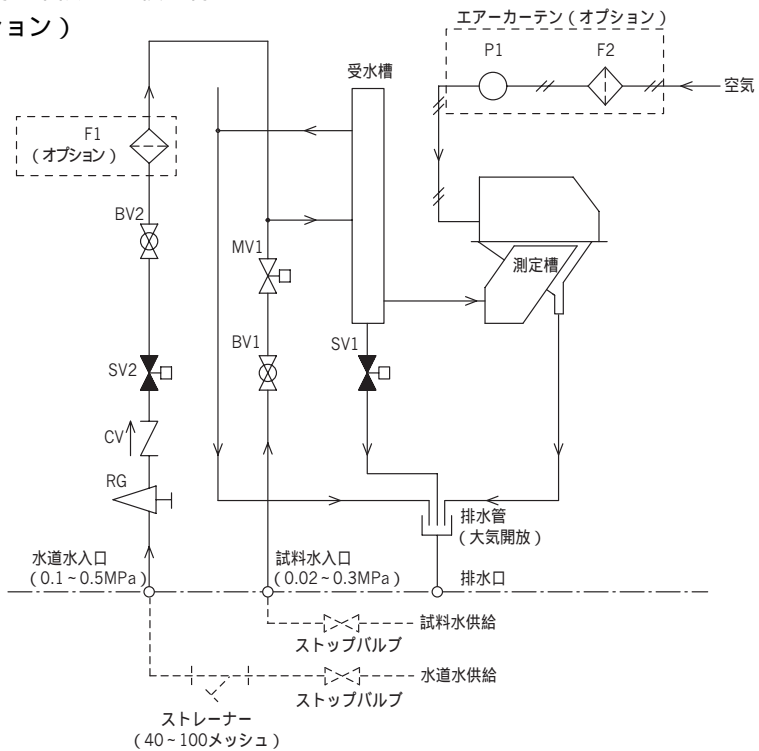 ション）
エアーカーテン（オプション）
P1
F2
空気
受水槽
F1
（オプション）
BV2
MV1
測定槽
BV1
SV1
SV2
CV
RG
排水管
（大気開放）
水道水入口
（0.1~0.5MPa）
試料水入口
（0.02~0.3MPa）
排水口
試料水供給
ストップバルブ
水道水供給
ストップバルブ
ストレーナー
（40~100メッシュ）